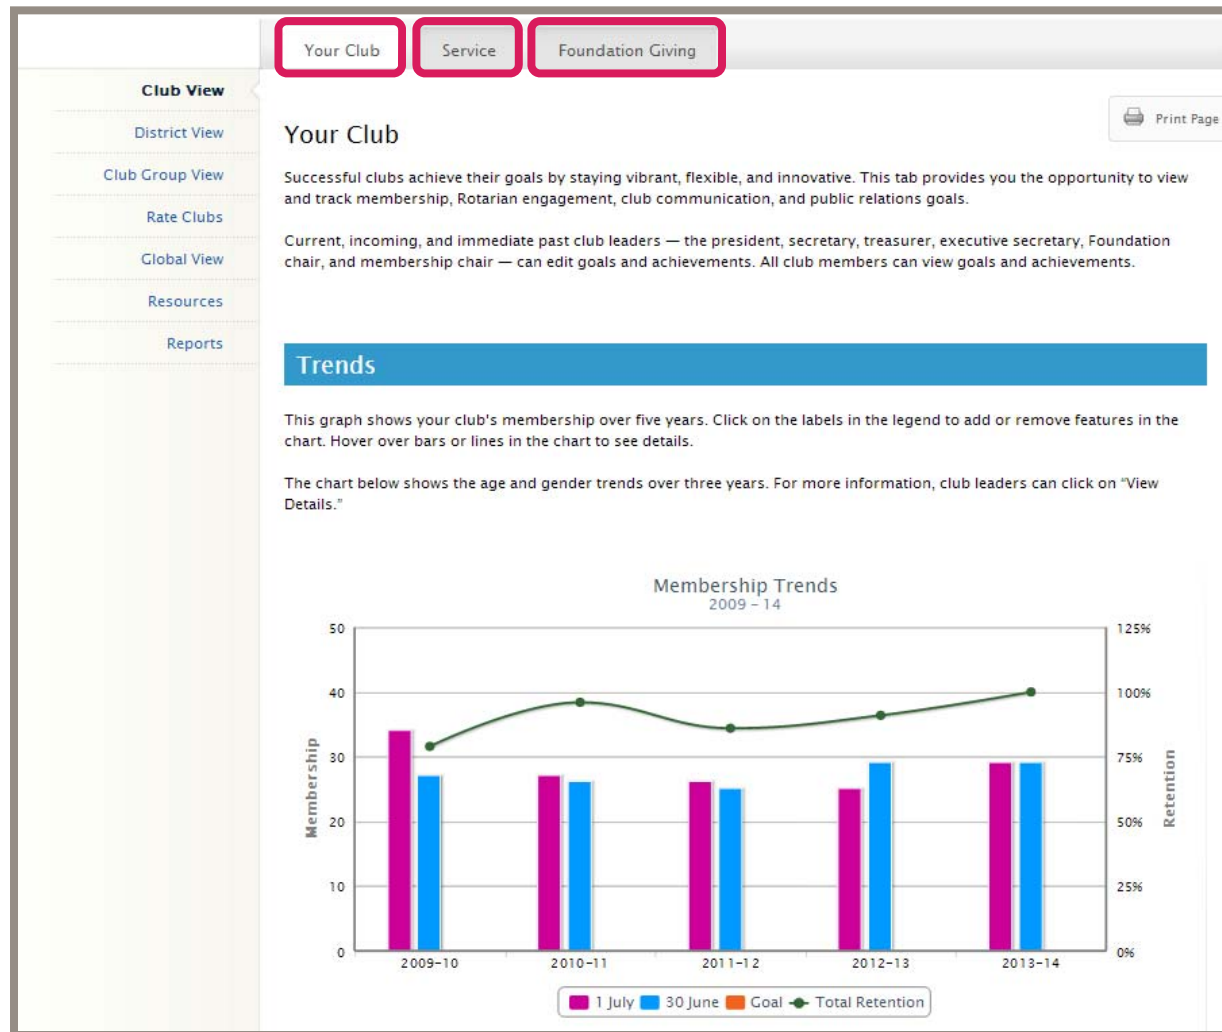 Your Club
Service
Foundation Giving
Club View
District View
Club Group View
Rate Clubs
Global View
Resources
Reports
Print Page
Your Club
Successful clubs achieve their goals by staying vibrant, flexible, and innovative. This tab provides you the opportunity to view
and track membership, Rotarian engagement, club communication, and public relations goals.
Current, incoming, and immediate past club leaders — the president, secretary, treasurer, executive secretary, Foundation
chair, and membership chair — can edit goals and achievements. All club members can view goals and achievements.
Trends
This graph shows your club's membership over five years. Click on the labels in the legend to add or remove features in the
chart. Hover over bars or lines in the chart to see details.
The chart below shows the age and gender trends over three years. For more information, club leaders can click on “View
Details.”
Membership Trends
2009 – 14
50
40
30
20
10
0
Membership
125%
100%
75%
50%
25%
0%
Retention
2009-10
2010-11
2011-12
2012-13
2013-14
1 July
30 June
Goal
Total Retention